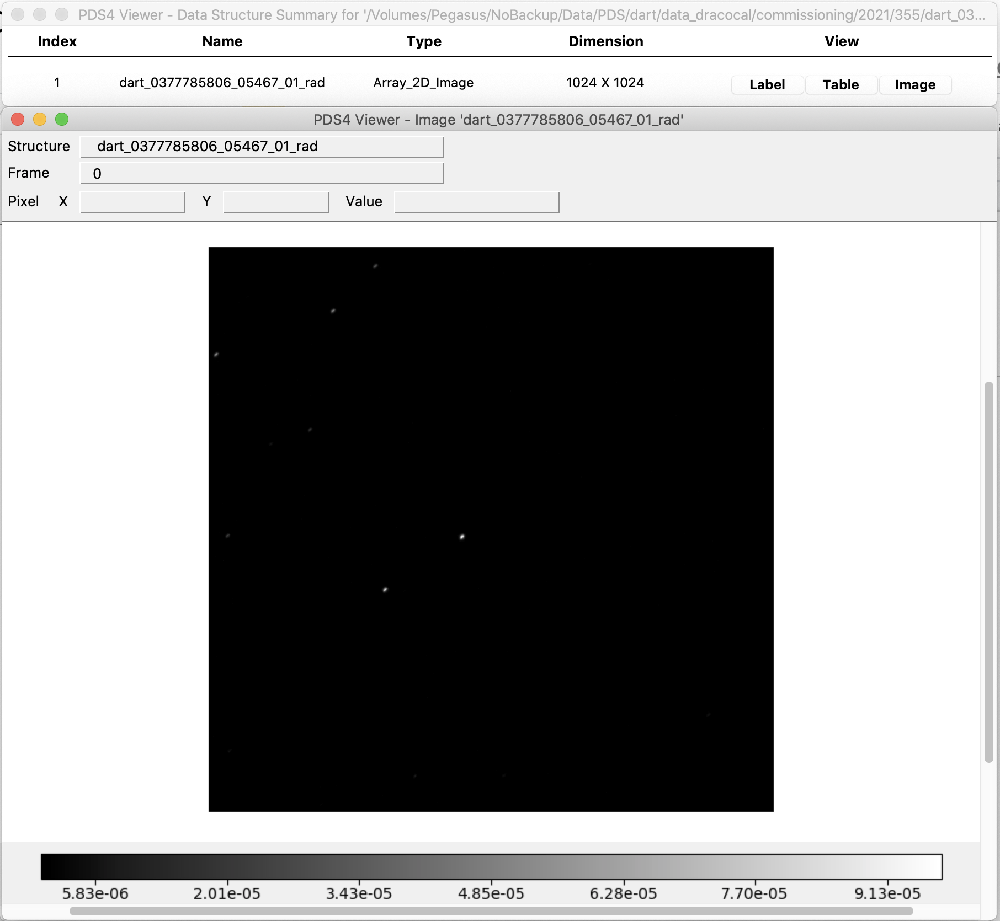 PDS4 Viewer - Data Structure Summary for '/Volumes/Pegasus/NoBackup/Data/PDS/dart/data_dracocal/commissioning/2021/355/dart_03...
Index Name Type Dimension View
1 dart_0377785806_05467_01_rad Array_2D_Image 1024 X 1024 Label Table Image
PDS4 Viewer - Image 'dart_0377785806_05467_01_rad'
Structure dart_0377785806_05467_01_rad
Frame 0
Pixel X Y Value
5.83e-06 2.01e-05 3.43e-05 4.85e-05 6.28e-05 7.70e-05 9.13e-05